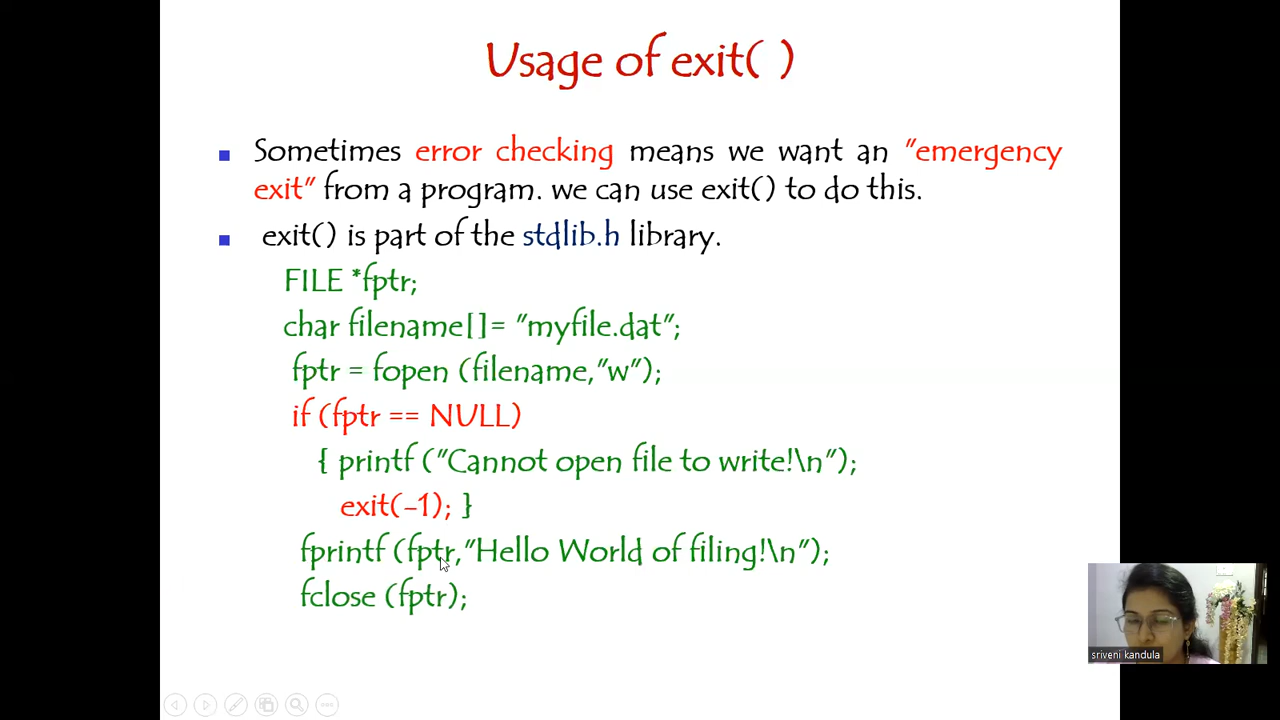 Usage of exit( )
Sometimes error checking means we want an "emergency
exit" from a program. we can use exit() to do this.
exit() is part of the stdlib.h library.
FILE *fptr;
char filename[]= "myfile.dat";
fptr = fopen (filename,"w");
if (fptr == NULL)
{ printf ("Cannot open file to write!\n");
exit(-1); }
fprintf (fptr,"Hello World of filing!\n");
fclose (fptr);
sriveni kandula